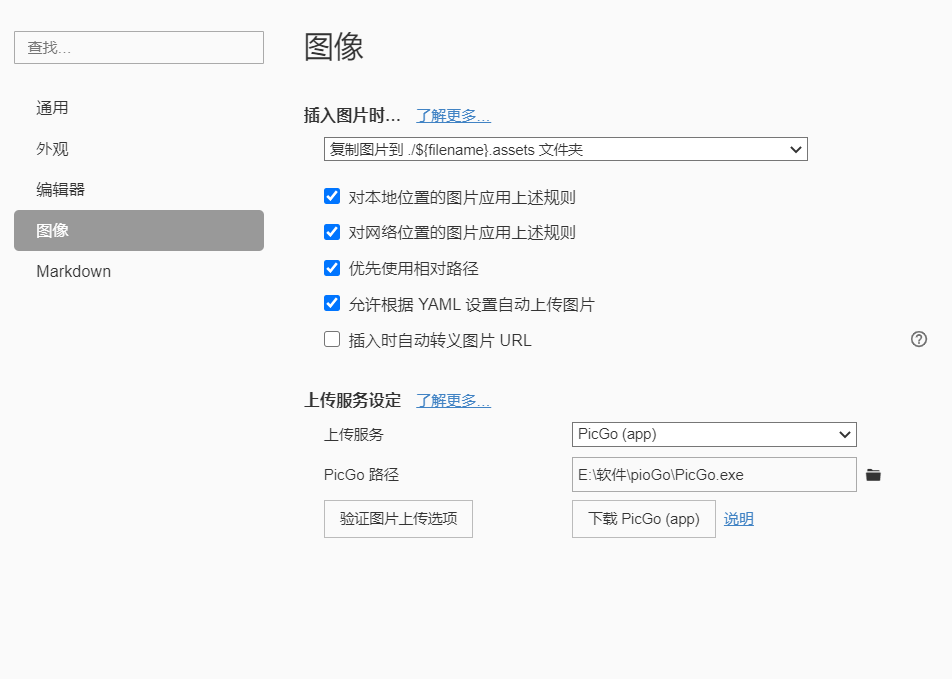 查找...
通用
外观
编辑器
图像
Markdown
图像
插入图片时... 了解更多...
复制图片到 ./${filename}.assets 文件夹
对本地位置的图片应用上述规则
对网络位置的图片应用上述规则
优先使用相对路径
允许根据 YAML 设置自动上传图片
插入时自动转义图片 URL
上传服务设定 了解更多...
上传服务 PicGo (app)
PicGo 路径 E:\软件\pioGo\PicGo.exe
验证图片上传选项 下载 PicGo (app) 说明